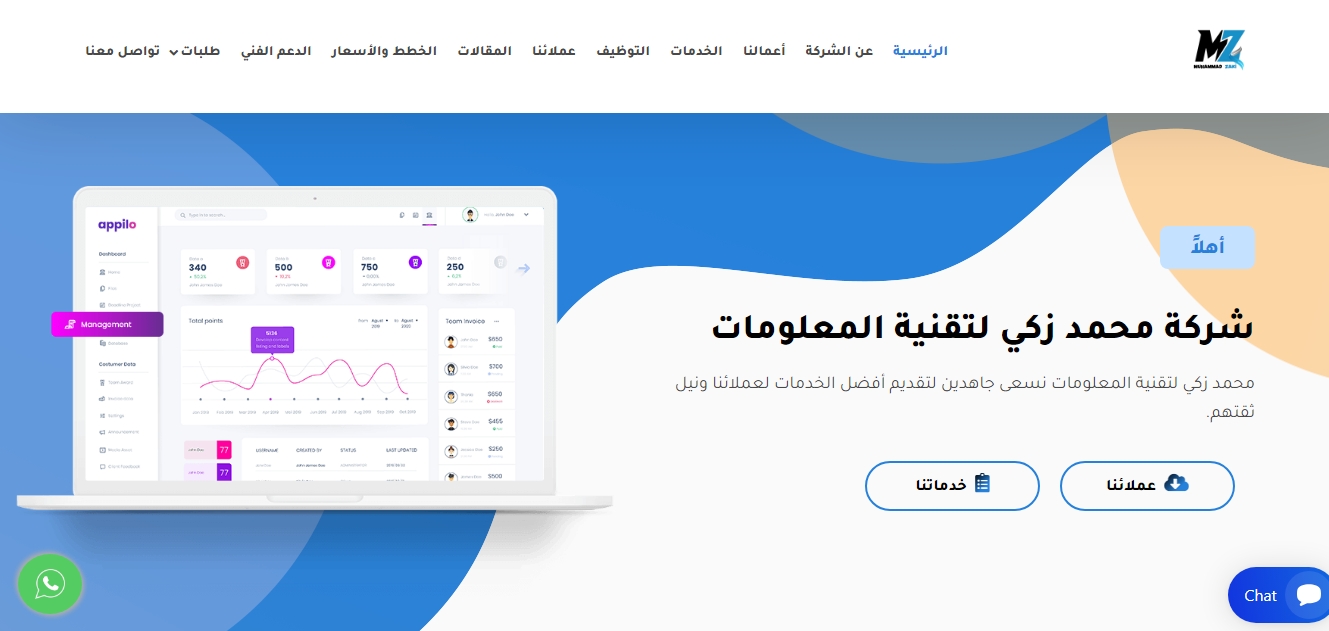 MZ
MUHAMMAD ZAKI
الرئيسية
عن الشركة
أعمالنا
الخدمات
التوظيف
عملائنا
المقالات
الخطط والأسعار
الدعم الفني
طلبات
تواصل معنا
أهلاً
شركة محمد زكي لتقنية المعلومات
محمد زكي لتقنية المعلومات نسعى جاهدين لتقديم أفضل الخدمات لعملائنا ونيل
ثقتهم.
عملائنا
خدماتنا
appilo
Dashboard
Management
Costumer Data
340
500
750
250
Total points
Team Invoice
$650
$700
$650
$455
$250
$500
77
77
USERNAME
CREATED BY
STATUS
LAST UPDATED
Chat